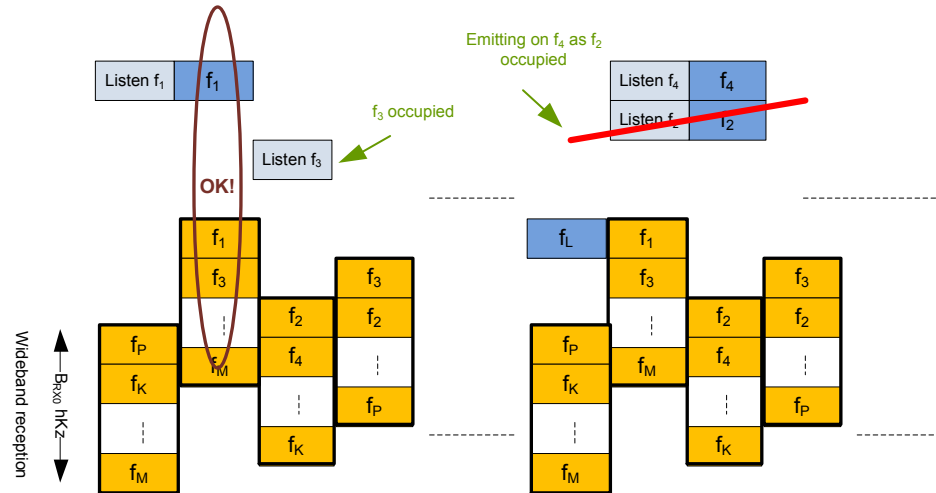 Emitting on f4 as f2
occupied
Listen f1 f1
Listen f4 f4
f3 occupied
Listen f2 f2
Listen f3
OK!
f1
fL f1
f3
f3
f3
f3
f2
f2
f2
f2
fP
f4
fP
f4
fM
fM
fK
fK
fP
fP
fK
fK
fM
fM
Wideband reception
BRX0 hKz